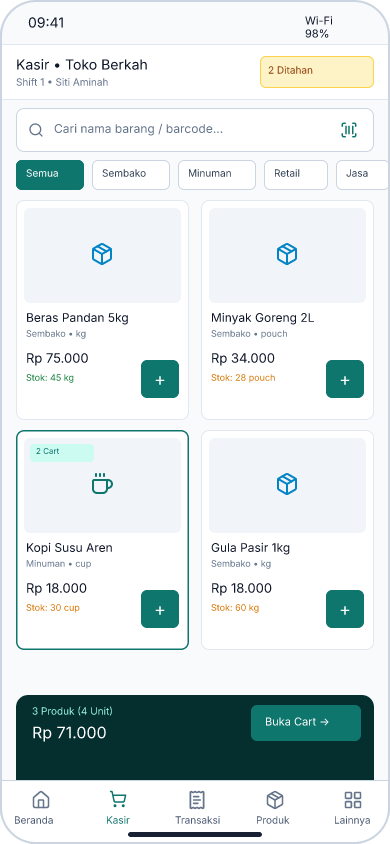 09:41
Wi-Fi
98%
Kasir • Toko Berkah
Shift 1 • Siti Aminah
2 Ditahan
Cari nama barang / barcode...
Semua
Sembako
Minuman
Retail
Jasa
Beras Pandan 5kg
Sembako • kg
Rp 75.000
Stok: 45 kg
+
Minyak Goreng 2L
Sembako • pouch
Rp 34.000
Stok: 28 pouch
+
2 Cart
Kopi Susu Aren
Minuman • cup
Rp 18.000
Stok: 30 cup
+
Gula Pasir 1kg
Sembako • kg
Rp 18.000
Stok: 60 kg
+
3 Produk (4 Unit)
Rp 71.000
Buka Cart →
Beranda
Kasir
Transaksi
Produk
Lainnya